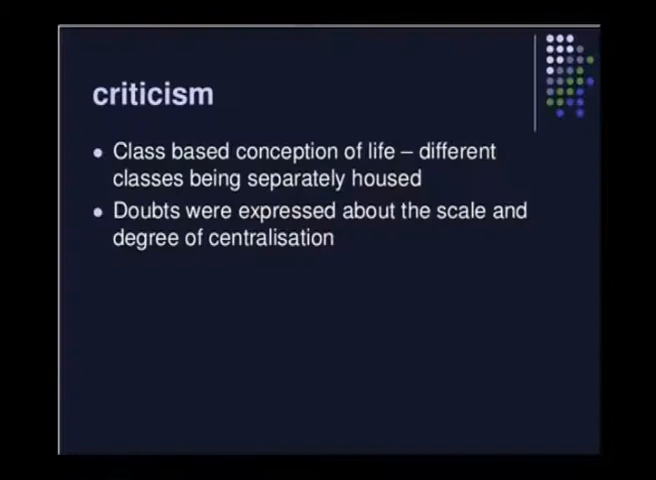 criticism
Class based conception of life – different
classes being separately housed
Doubts were expressed about the scale and
degree of centralisation